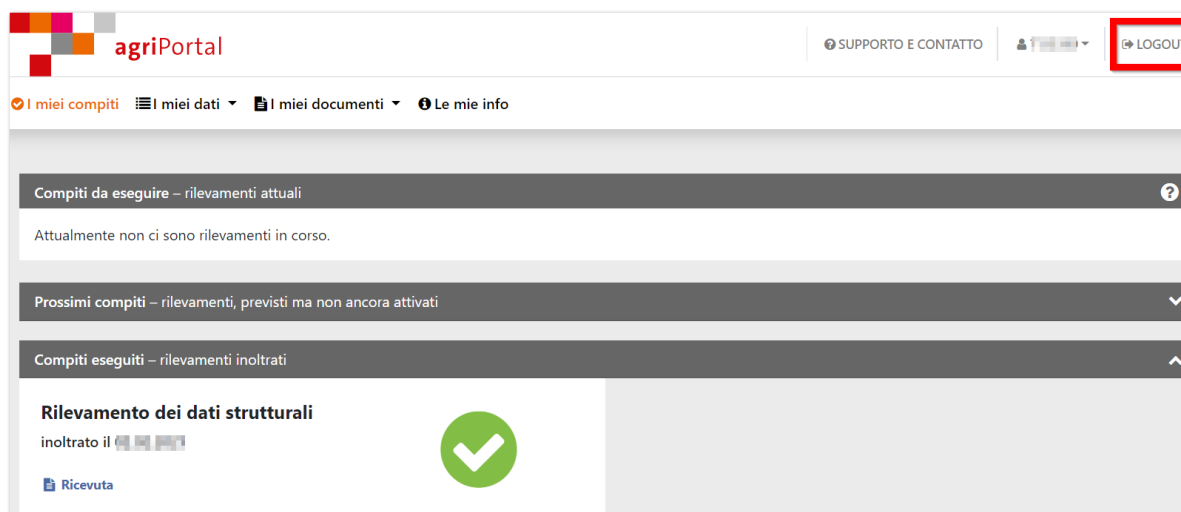 agriPortal
SUPPORTO E CONTATTO
LOGOUT
I miei compiti I miei dati I miei documenti Le mie info
Compiti da eseguire – rilevamenti attuali
Attualmente non ci sono rilevamenti in corso.
Prossimi compiti – rilevamenti, previsti ma non ancora attivati
Compiti eseguiti – rilevamenti inoltrati
Rilevamento dei dati strutturali
inoltrato il
Ricevuta